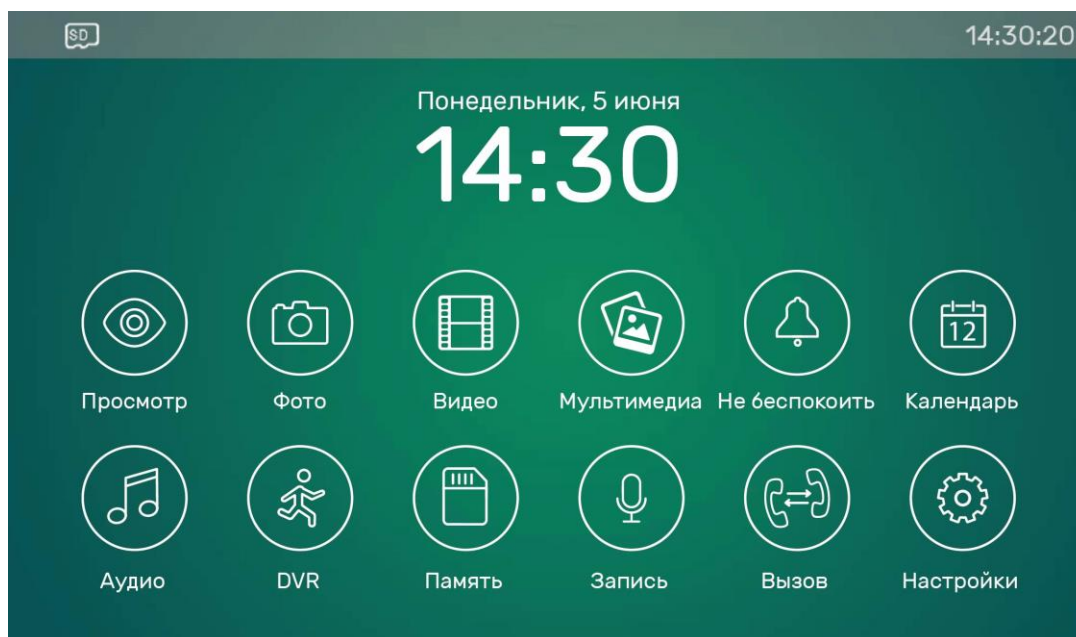 SD
14:30:20
Понедельник, 5 июня
14:30
12
Просмотр Фото Видео Мультимедиа Не беспокоить Календарь
Аудио DVR Память Запись Вызов Настройки